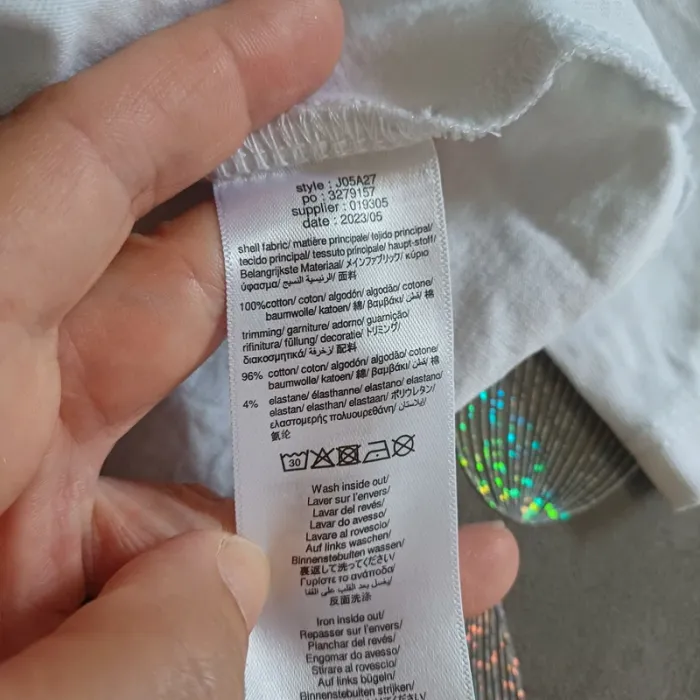 style : J05A27
po : 3279157
supplier : 019305
date : 2023/05
shell fabric/ matière principale/ tejido principal/
tecido principal/ tessuto principale/ haupt-stoff/
Belangrijkste Materiaal/ メインファブリック/ κύριο
ύφασμα/ الرئيسية النسيج/ 面料
100%cotton/ coton/ algodón/ algodão/ cotone/
baumwolle/ katoen/ 綿/ βαμβάκι/ قطن/ 棉
trimming/ garniture/ adorno/ guarnição/
rifinitura/ füllung/ decoratie/ トリミング/
διακοσμητικά/ زخرفة/ 配料
96% cotton/ coton/ algodón/ algodão/ cotone/
baumwolle/ katoen/ 綿/ βαμβάκι/ قطن/ 棉
4% elastane/ élasthanne/ elastano/ elastano/
elastan/ elasthan/ elastaan/ ポリウレタン/
ελαστομερής πολυουρεθάνη/ إيلاستان/
氨纶
30
Wash inside out/
Laver sur l'envers/
Lavar del revés/
Lavar do avesso/
Lavare al rovescio/
Auf links waschen/
Binnenstebuiten wassen/
裏返して洗ってください/
Γυρίστε το ανάποδα/
يغسل بعد القلب على القفا/
反面洗涤
Iron inside out/
Repasser sur l'envers/
Planchar del revés/
Engomar do avesso/
Stirare al rovescio/
Auf links bügeln/
Binnenstebuiten strijken/